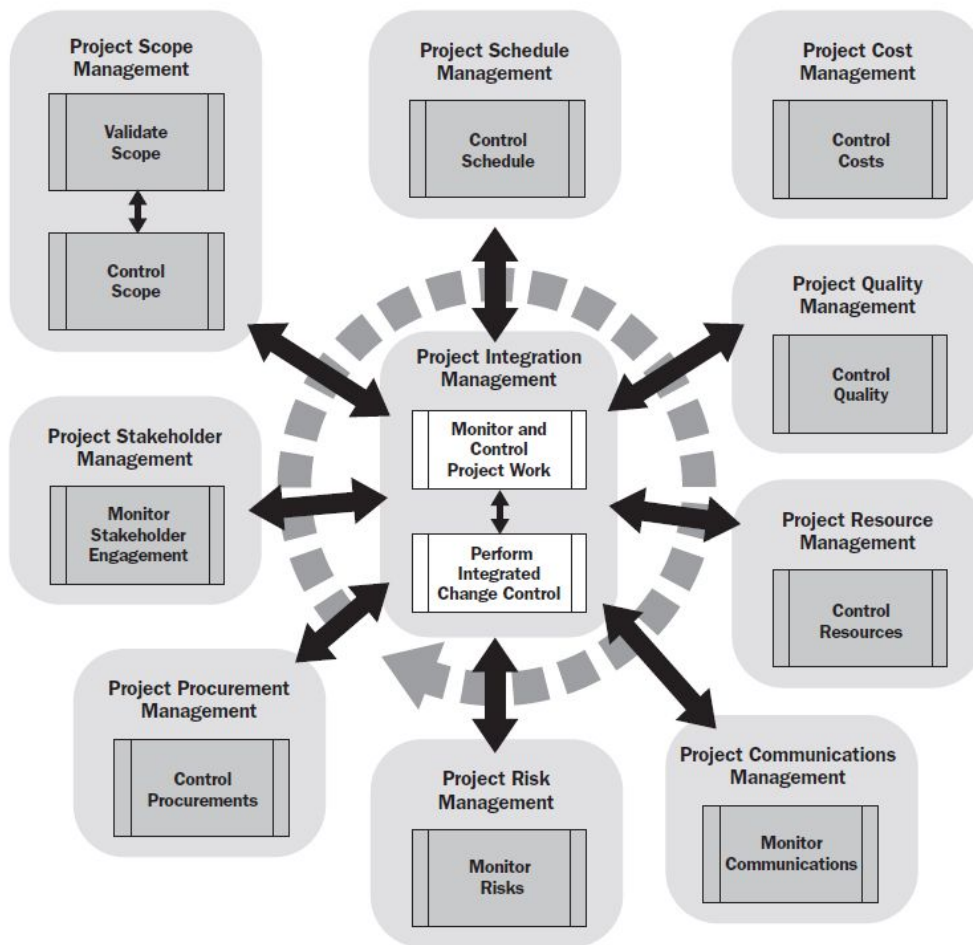 Project Scope
Management
Validate
Scope
Control
Scope
Project Schedule
Management
Control
Schedule
Project Cost
Management
Control
Costs
Project Quality
Management
Control
Quality
Project Integration
Management
Monitor and
Control
Project Work
Perform
Integrated
Change Control
Project Stakeholder
Management
Monitor
Stakeholder
Engagement
Project Resource
Management
Control
Resources
Project Procurement
Management
Control
Procurements
Project Risk
Management
Monitor
Risks
Project Communications
Management
Monitor
Communications